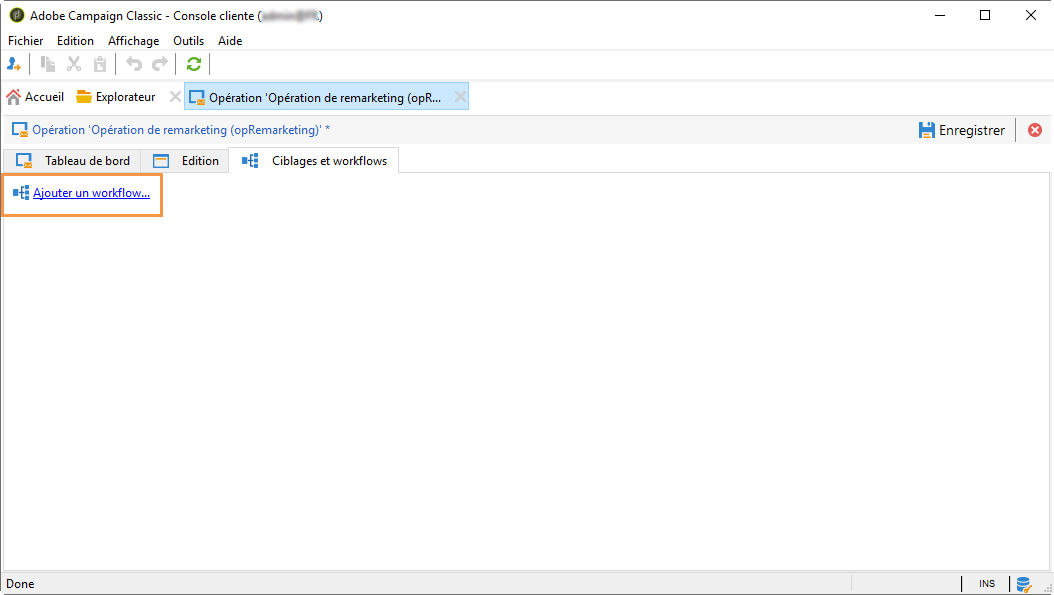 Adobe Campaign Classic - Console cliente ( )
Fichier Edition Affichage Outils Aide
Accueil Explorateur Opération 'Opération de remarketing (opR...
Opération 'Opération de remarketing (opRemarketing)' * Enregistrer
Tableau de bord Edition Ciblages et workflows
Ajouter un workflow...
Done INS